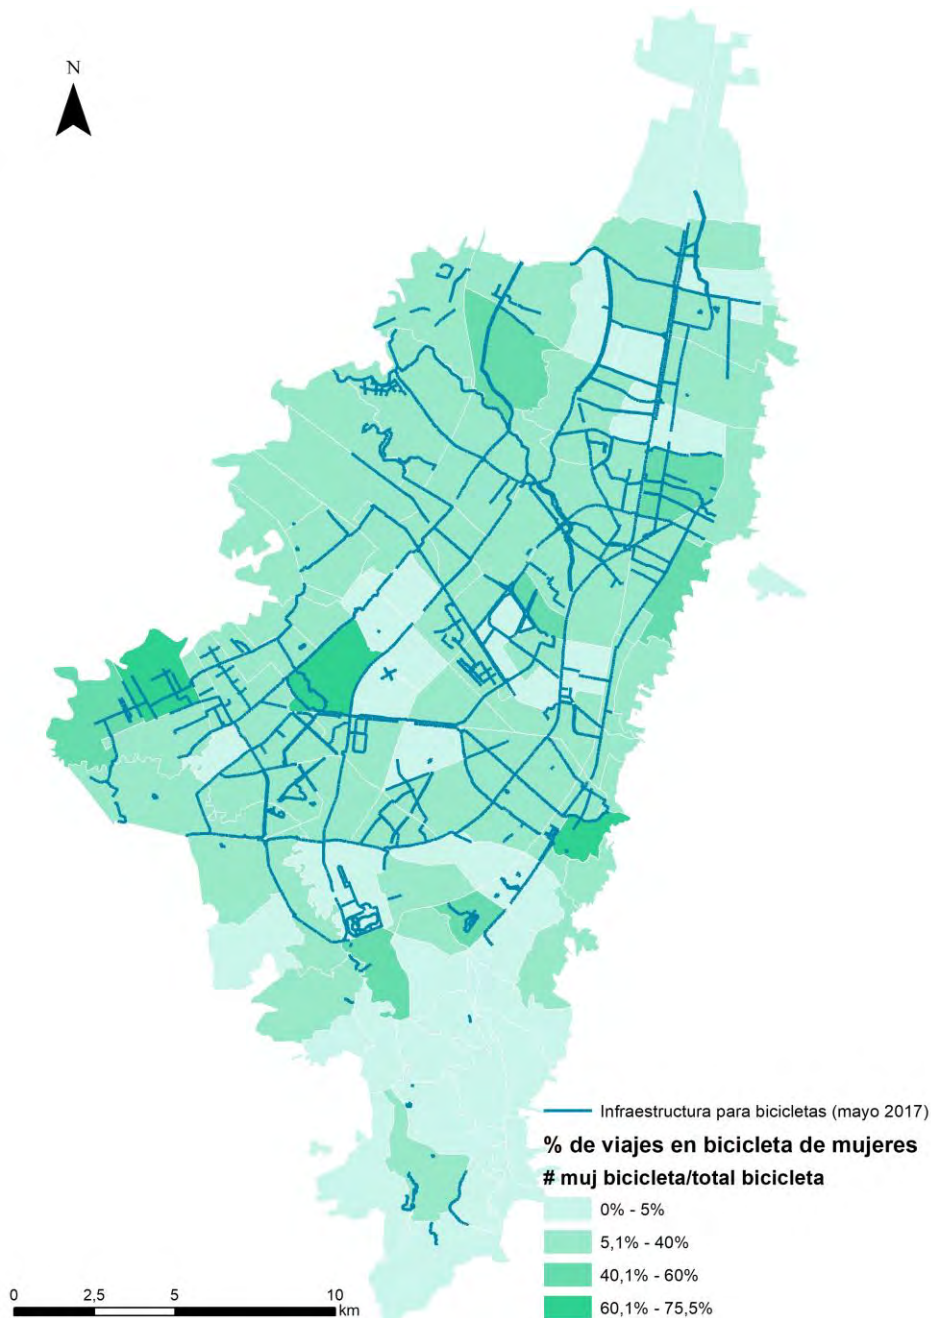 N
Infraestructura para bicicletas (mayo 2017)
% de viajes en bicicleta de mujeres
# muj bicicleta/total bicicleta
0% - 5%
5,1% - 40%
40,1% - 60%
60,1% - 75,5%
0 2,5 5 10
km